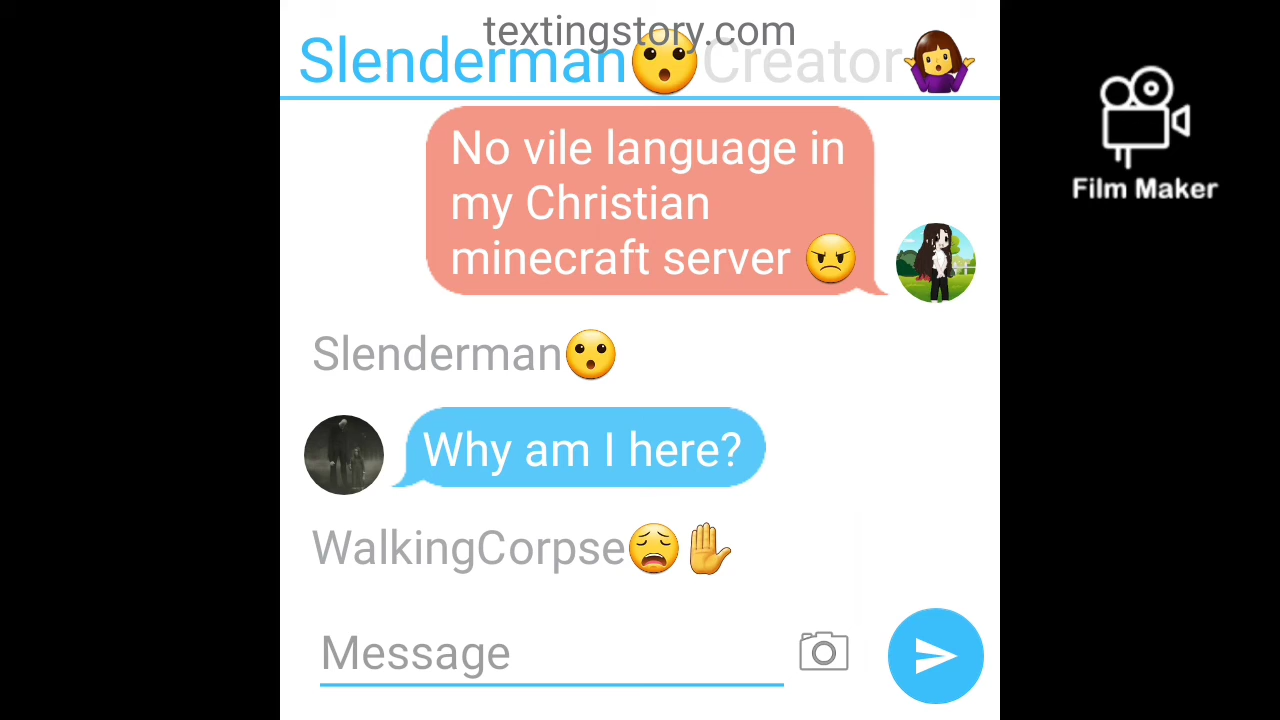 textingstory.com
Slenderman😮Creator🤷‍♀️
Film Maker
No vile language in
my Christian
minecraft server 😠
Slenderman😮
Why am I here?
WalkingCorpse😩✋
Message